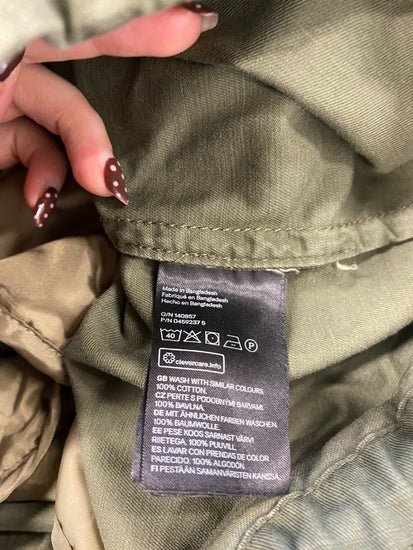 Made in Bangladesh
Fabriqué en Bangladesh
Hecho en Bangladesh
O/N 140857
P/N 0459237 5
40 P
clevercare.info
GB WASH WITH SIMILAR COLOURS.
100% COTTON.
CZ PERTE S PODOBNÝMI BARVAMI.
100% BAVLNA.
DE MIT ÄHNLICHEN FARBEN WASCHEN.
100% BAUMWOLLE.
EE PESE KOOS SARNAST VÄRVI
RIIETEGA. 100% PUUVILL.
ES LAVAR CON PRENDAS DE COLOR
PARECIDO. 100% ALGODON.
FI PESTÄÄN SAMANVÄRISTEN KANSSA.